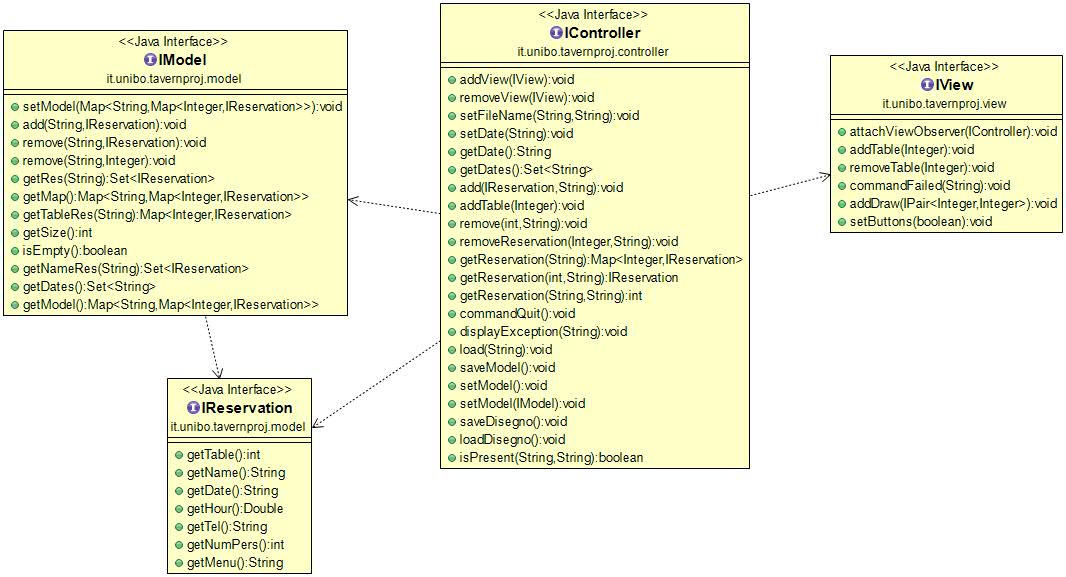 <<Java Interface>>
IModel
it.unibo.tavernproj.model
setModel(Map<String,Map<Integer,IReservation>>):void
add(String,IReservation):void
remove(String,IReservation):void
remove(String,Integer):void
getRes(String):Set<IReservation>
getMap():Map<String,Map<Integer,IReservation>>
getTableRes(String):Map<Integer,IReservation>
getSize():int
isEmpty():boolean
getNameRes(String):Set<IReservation>
getDates():Set<String>
getModel():Map<String,Map<Integer,IReservation>>
<<Java Interface>>
IController
it.unibo.tavernproj.controller
addView(IView):void
removeView(IView):void
setFileName(String,String):void
setDate(String):void
getDate():String
getDates():Set<String>
add(IReservation,String):void
addTable(Integer):void
remove(int,String):void
removeReservation(Integer,String):void
getReservation(String):Map<Integer,IReservation>
getReservation(int,String):IReservation
getReservation(String,String):int
commandQuit():void
displayException(String):void
load(String):void
saveModel():void
setModel():void
setModel(IModel):void
saveDisegno():void
loadDisegno():void
isPresent(String,String):boolean
<<Java Interface>>
IView
it.unibo.tavernproj.view
attachViewObserver(IController):void
addTable(Integer):void
removeTable(Integer):void
commandFailed(String):void
addDraw(IPair<Integer,Integer>):void
setButtons(boolean):void
<<Java Interface>>
IReservation
it.unibo.tavernproj.model
getTable():int
getName():String
getDate():String
getHour():Double
getTel():String
getNumPers():int
getMenu():String